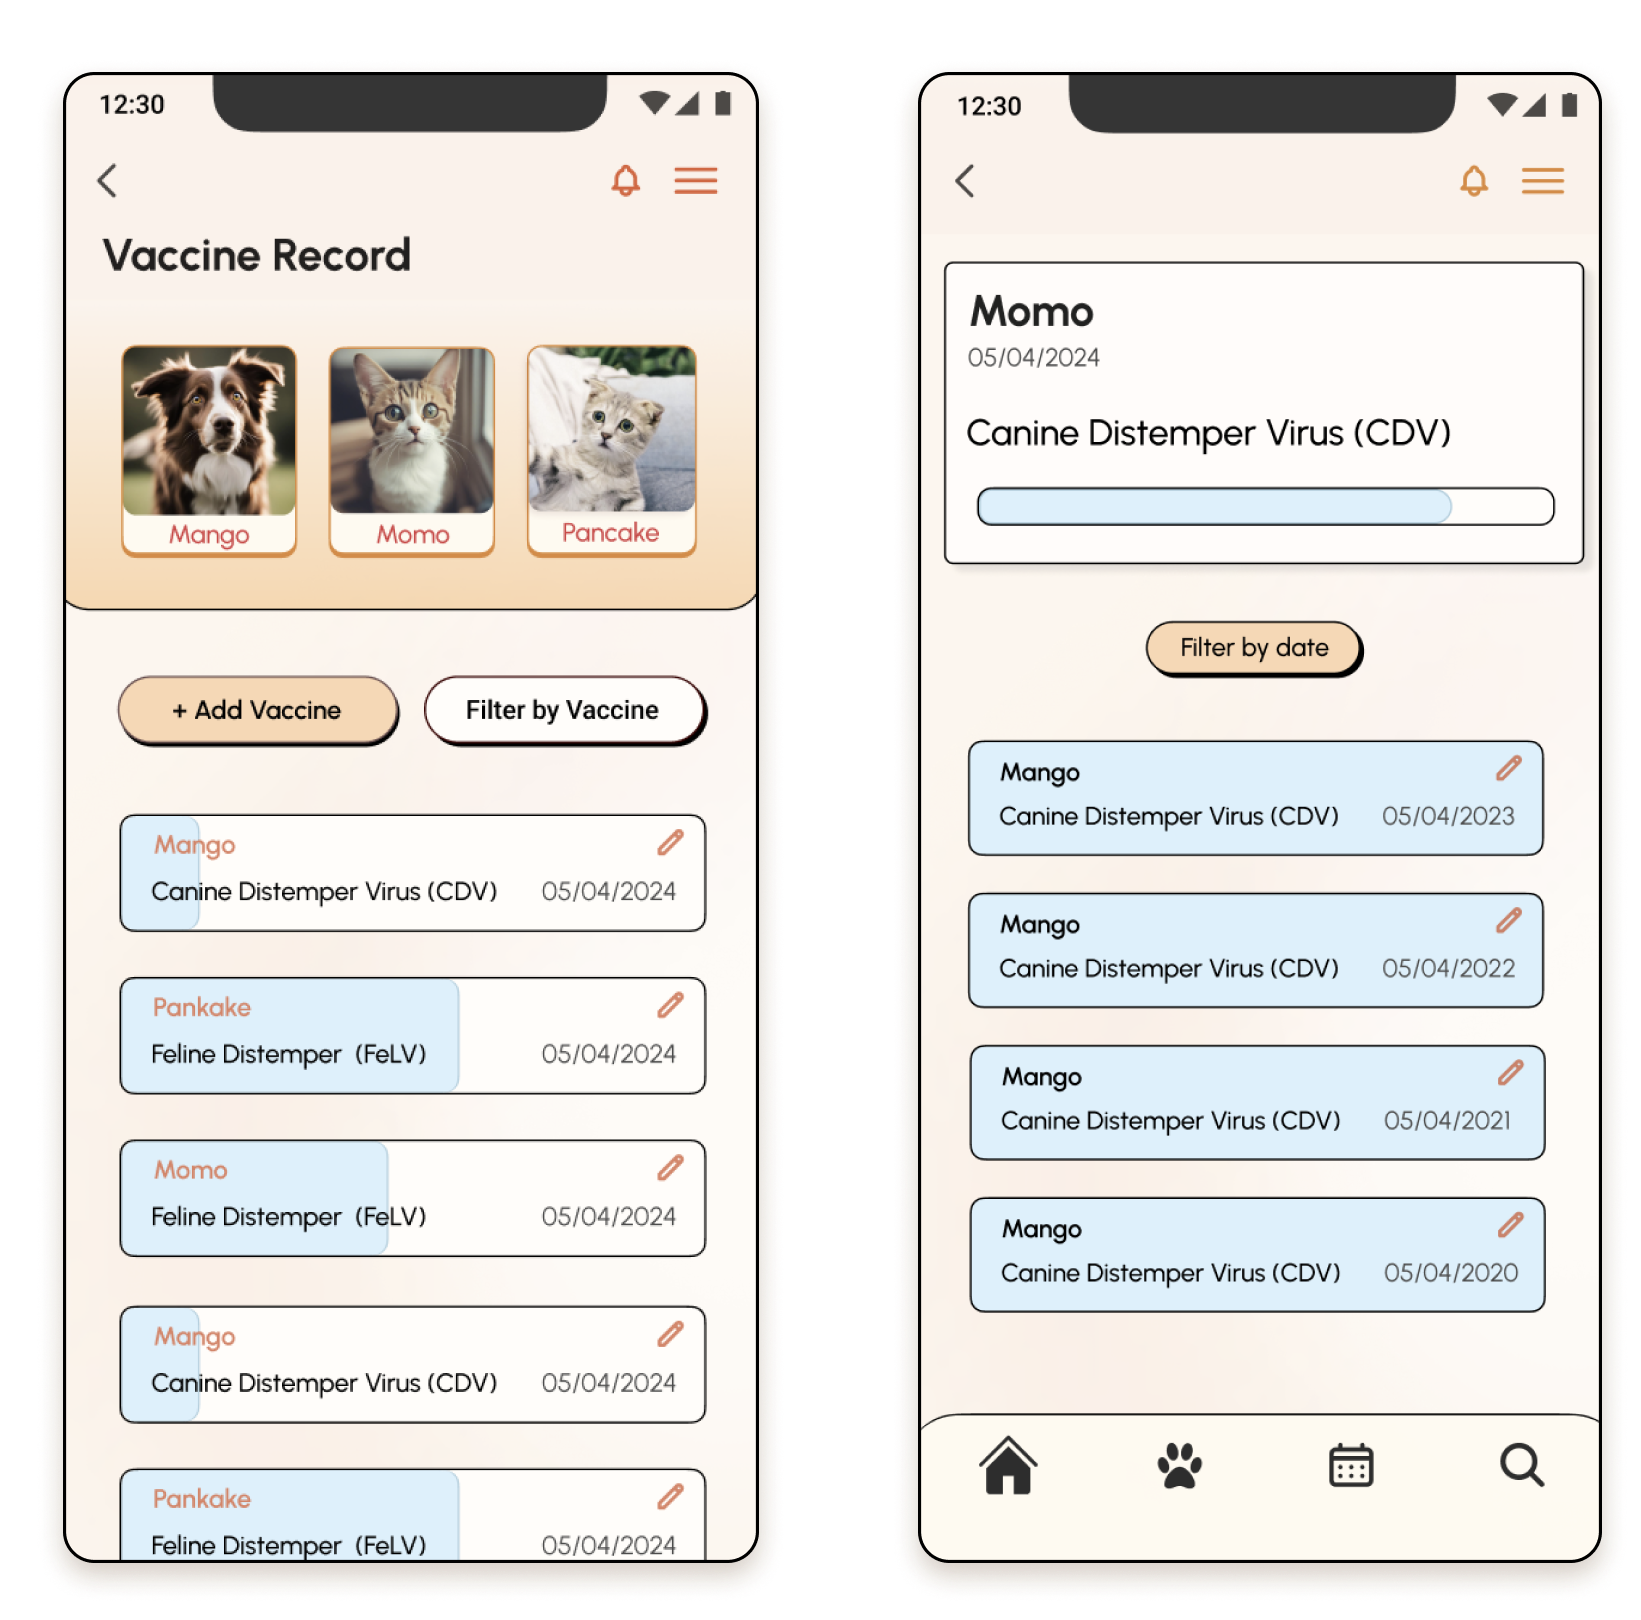 12:30
Vaccine Record
Mango
Momo
Pancake
+ Add Vaccine
Filter by Vaccine
Mango
Canine Distemper Virus (CDV) 05/04/2024
Pankake
Feline Distemper (FeLV) 05/04/2024
Momo
Feline Distemper (FeLV) 05/04/2024
Mango
Canine Distemper Virus (CDV) 05/04/2024
Pankake
Feline Distemper (FeLV) 05/04/2024
12:30
Momo
05/04/2024
Canine Distemper Virus (CDV)
Filter by date
Mango
Canine Distemper Virus (CDV) 05/04/2023
Mango
Canine Distemper Virus (CDV) 05/04/2022
Mango
Canine Distemper Virus (CDV) 05/04/2021
Mango
Canine Distemper Virus (CDV) 05/04/2020